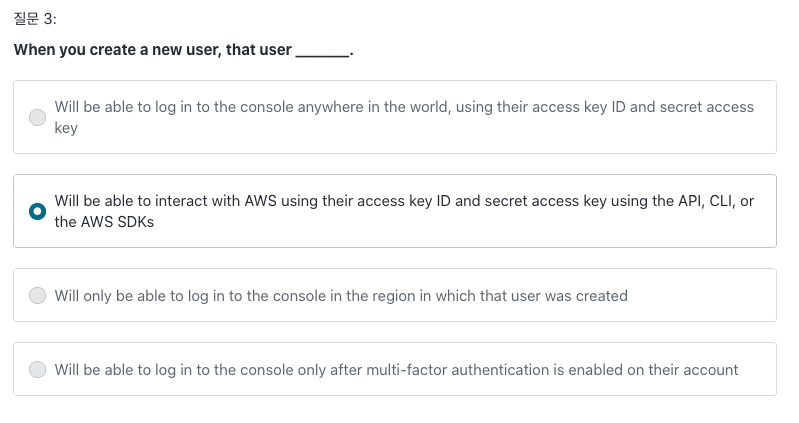 질문 3:
When you create a new user, that user ______.
Will be able to log in to the console anywhere in the world, using their access key ID and secret access
key
Will be able to interact with AWS using their access key ID and secret access key using the API, CLI, or
the AWS SDKs
Will only be able to log in to the console in the region in which that user was created
Will be able to log in to the console only after multi-factor authentication is enabled on their account